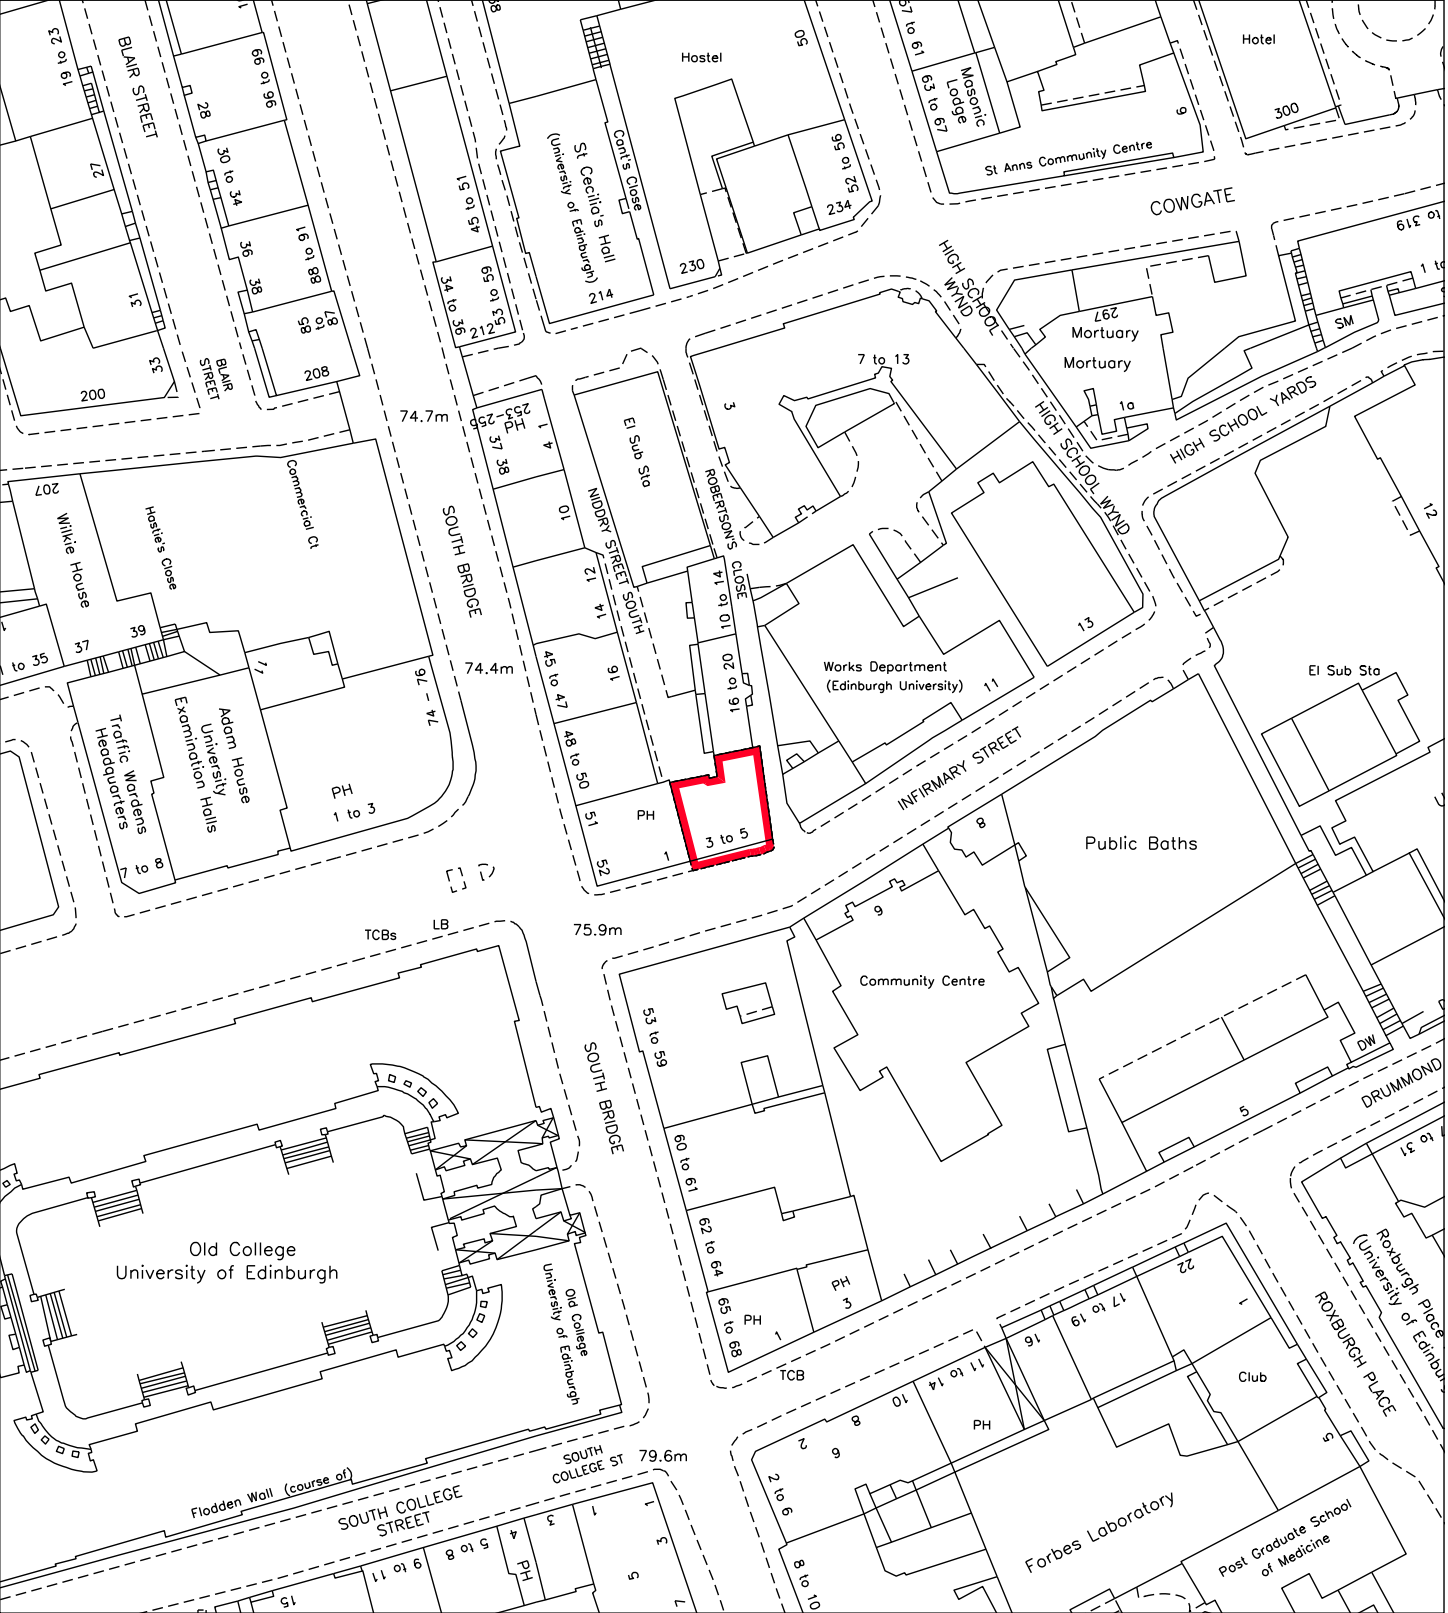 19 to 23
BLAIR STREET
28
66 to 96
27
30 to 34
36
38
91 to 88
31
87
to
85
33
200
208
BLAIR
STREET
45 to 51
53 to 59
34 to 36
212
St Cecilia's Hall
(University of Edinburgh)
214
Cant's Close
Hostel
50
52 to 56
234
230
57 to 61
63 to 67
Masonic
Lodge
St Anns Community Centre
9
Hotel
300
COWGATE
HIGH SCHOOL
WYND
297
Mortuary
Mortuary
1a
SM
HIGH SCHOOL YARDS
HIGH SCHOOL WYND
12
7 to 13
3
74.7m
253-256
PH
1
4
37 38
El Sub Sta
10
NIDDRY STREET SOUTH
ROBERTSON'S
CLOSE
12
14
10 to 14
16
16 to 20
207
Wilkie House
Hastie's Close
Commercial Ct
SOUTH BRIDGE
74.4m
45 to 47
48 to 50
51
52
PH
1
3 to 5
1 to 35
37
39
Traffic Wardens
Headquarters
7 to 8
Adam House
University
Examination Halls
PH
1 to 3
74 - 76
Works Department
(Edinburgh University)
11
13
INFIRMARY STREET
El Sub Sta
Public Baths
8
9
Community Centre
TCBs
LB
75.9m
53 to 59
SOUTH BRIDGE
60 to 61
62 to 64
65 to 68
PH
1
PH
3
TCB
DW
5
DRUMMOND
Old College
University of Edinburgh
Old College
University of Edinburgh
Flodden Wall (course of)
SOUTH COLLEGE
STREET
SOUTH
COLLEGE ST
79.6m
15
9 to 11
5 to 8
4
PH
3
1
1
3
5
7
2
6
8
10
2 to 6
8 to 10
11 to 14
PH
16
17 to 19
22
1
Club
5
ROXBURGH PLACE
Roxburgh Place
Forbes Laboratory
Post Graduate School
of Medicine